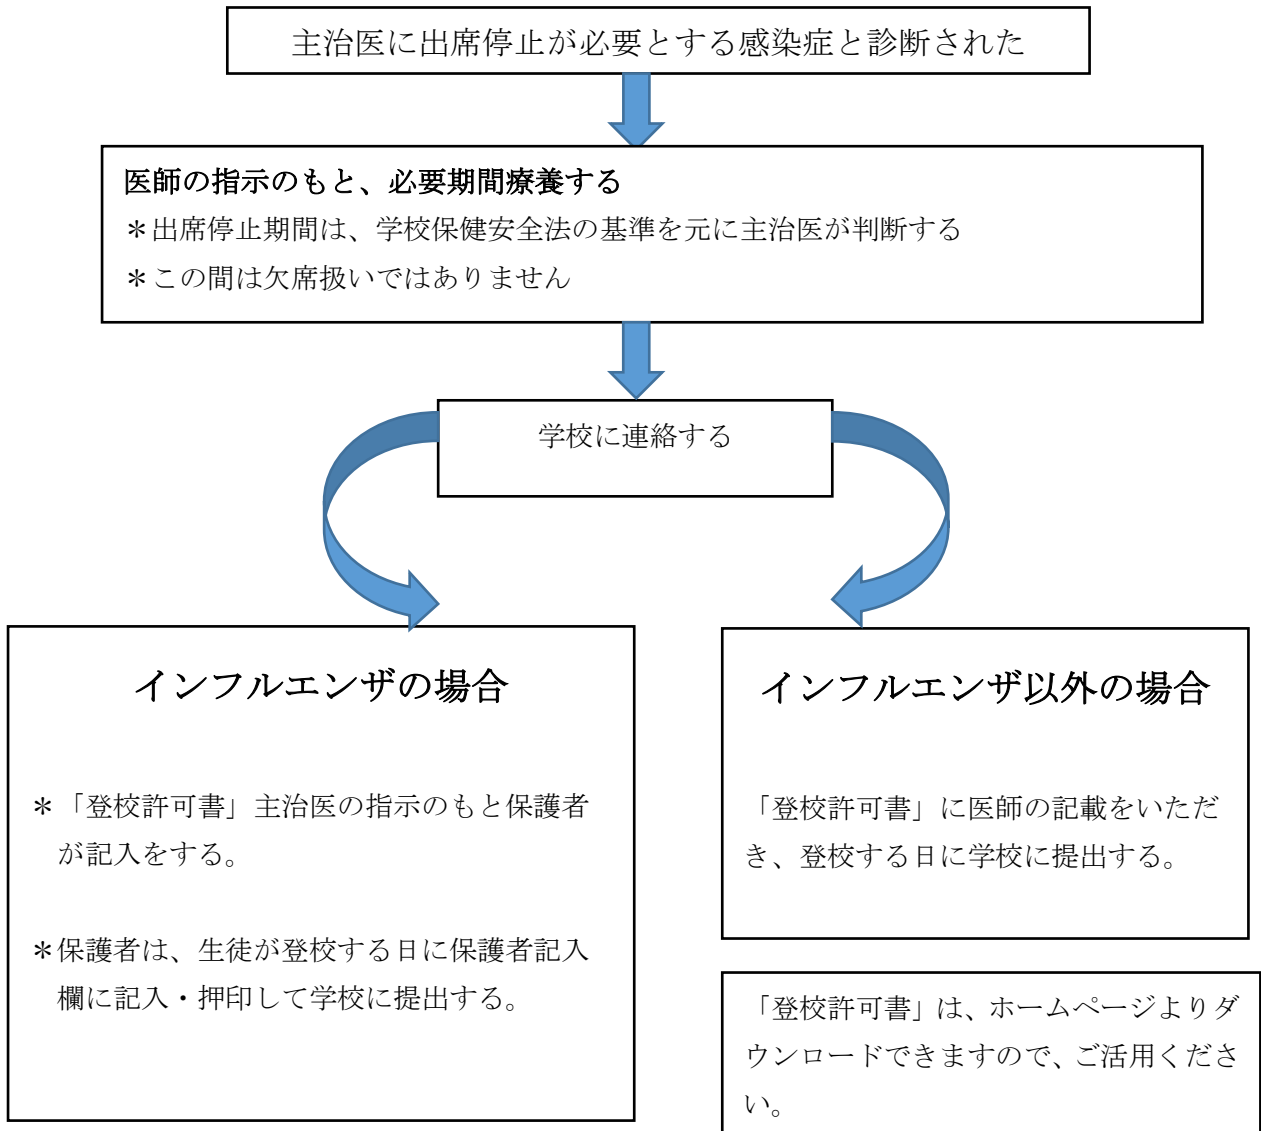 主治医に出席停止が必要とする感染症と診断された
医師の指示のもと、必要期間療養する
＊出席停止期間は、学校保健安全法の基準を元に主治医が判断する
＊この間は欠席扱いではありません
学校に連絡する
インフルエンザの場合
＊「登校許可書」主治医の指示のもと保護者
が記入をする。
＊保護者は、生徒が登校する日に保護者記入
欄に記入・押印して学校に提出する。
インフルエンザ以外の場合
「登校許可書」に医師の記載をいただ
き、登校する日に学校に提出する。
「登校許可書」は、ホームページよりダ
ウンロードできますので、ご活用くださ
い。